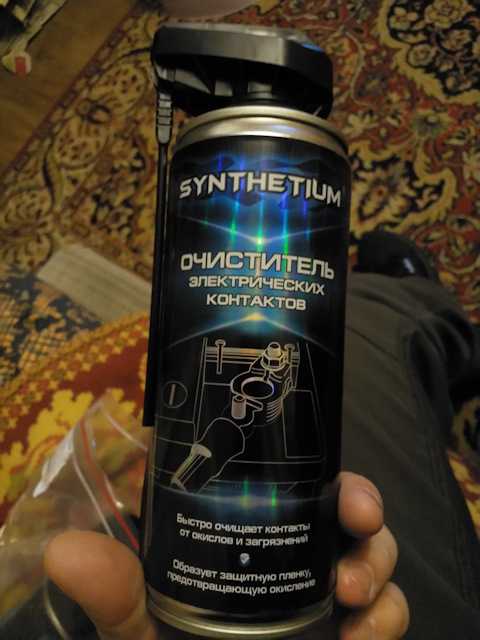 SYNTHETIUM
ОЧИСТИТЕЛЬ
ЭЛЕКТРИЧЕСКИХ
КОНТАКТОВ
Быстро очищает контакты
от окислов и загрязнений
Образует защитную пленку,
предотвращающую окисление